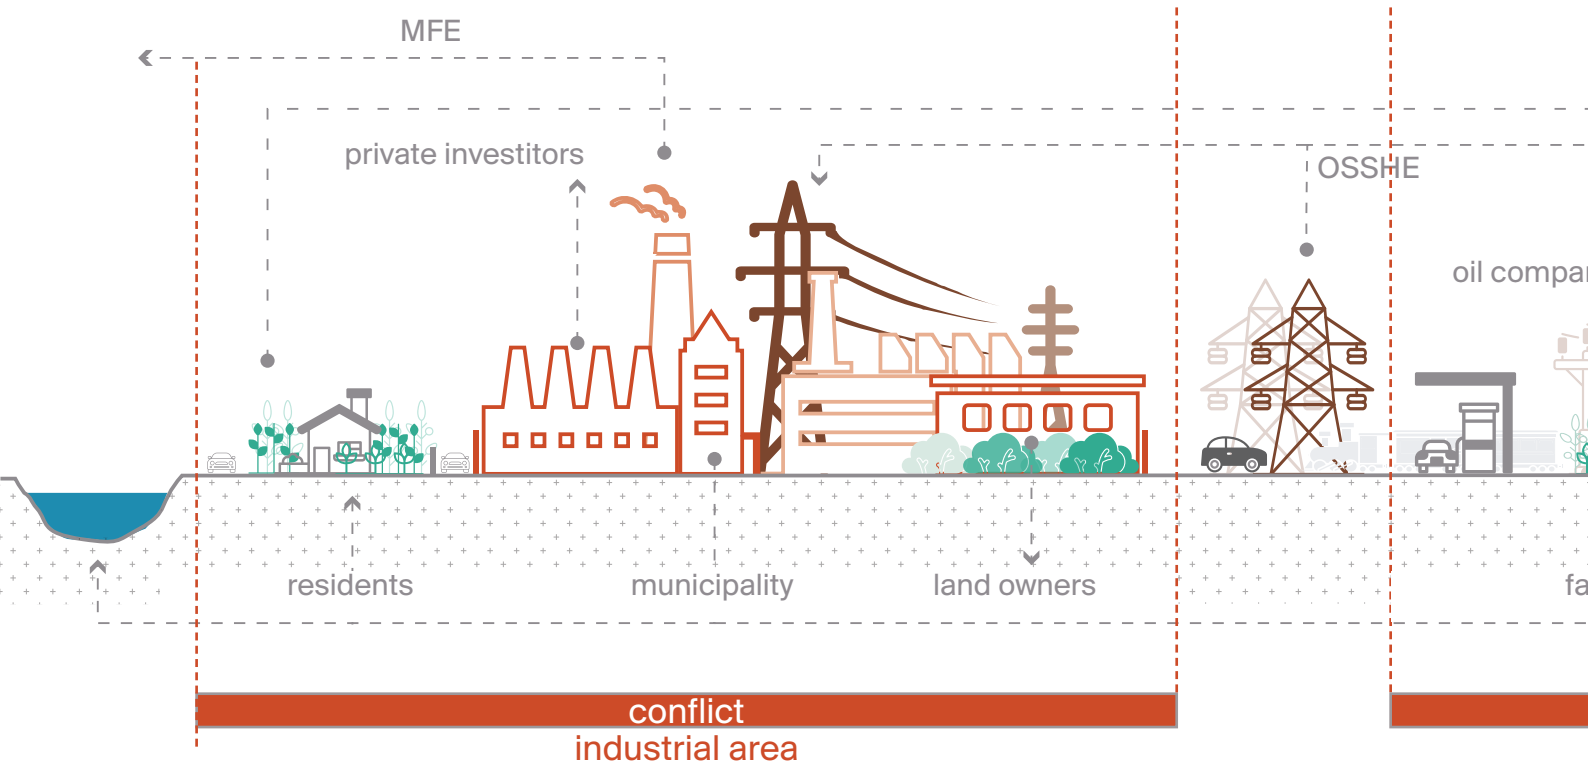 MFE
private investitors
OSSHE
oil compa
residents
municipality
land owners
fa
conflict
industrial area